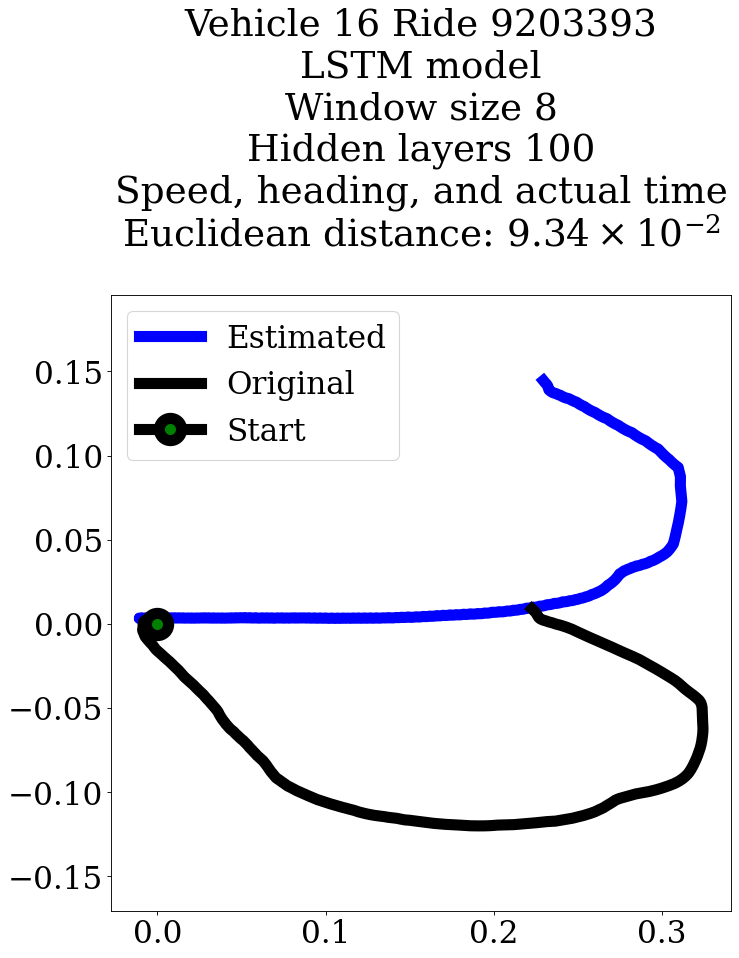 Vehicle 16 Ride 9203393
LSTM model
Window size 8
Hidden layers 100
Speed, heading, and actual time
Euclidean distance: 9.34 × 10⁻²
Estimated
Original
Start
0.15
0.10
0.05
0.00
−0.05
−0.10
−0.15
0.0 0.1 0.2 0.3